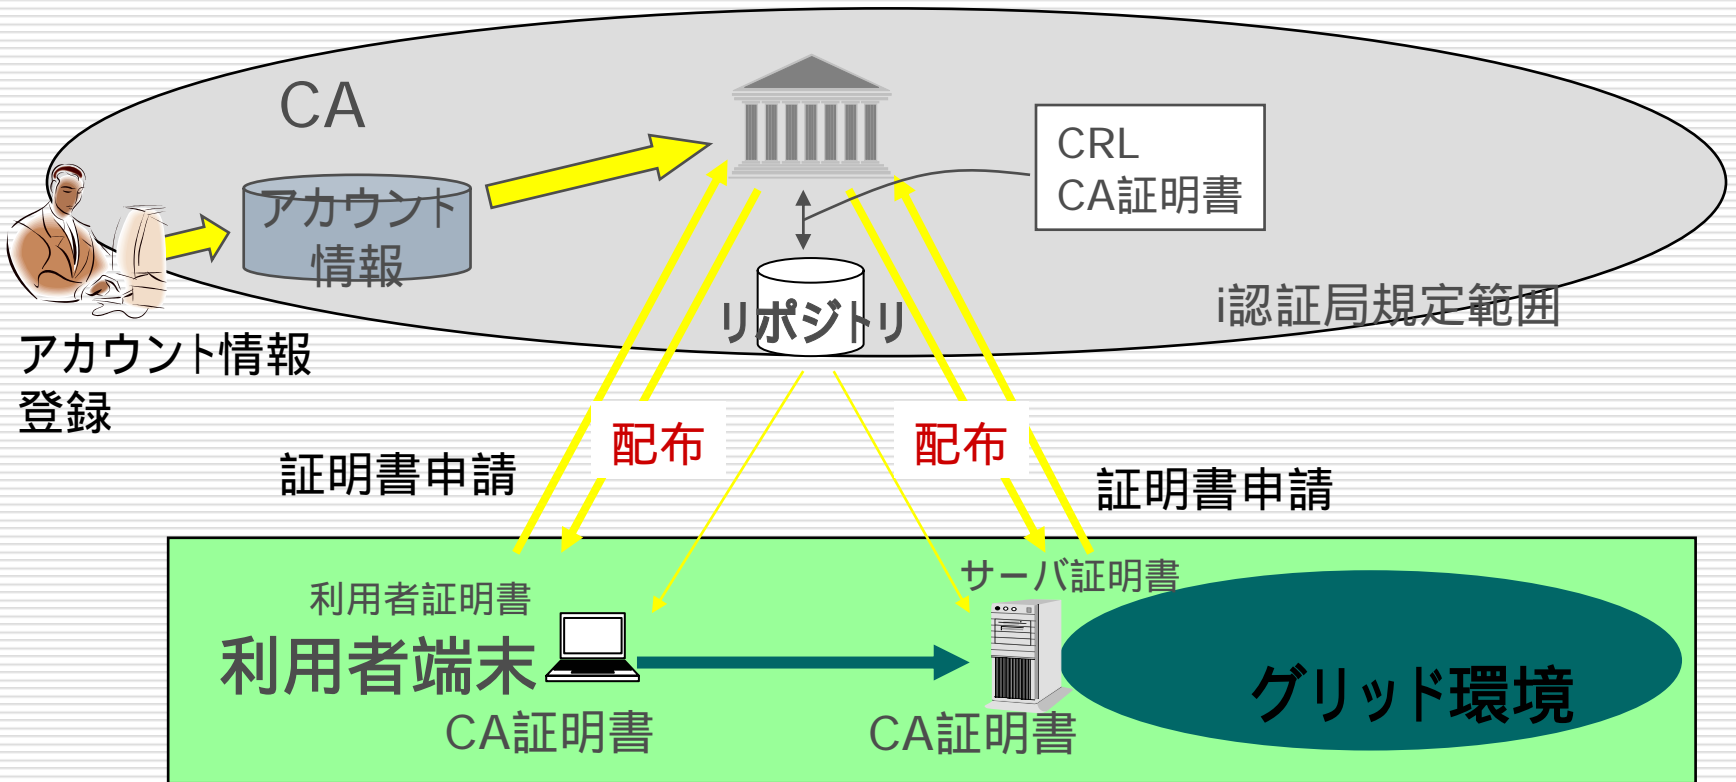 CA
CRL
CA証明書
アカウント
情報
i認証局規定範囲
リポジトリ
アカウント情報
登録
配布
配布
証明書申請
証明書申請
サーバ証明書
利用者証明書
利用者端末
グリッド環境
CA証明書
CA証明書